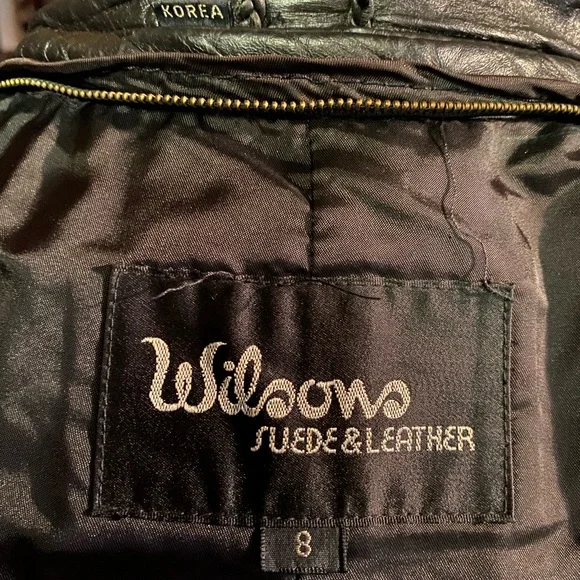 KOREA
Wilsons
SUEDE & LEATHER
8